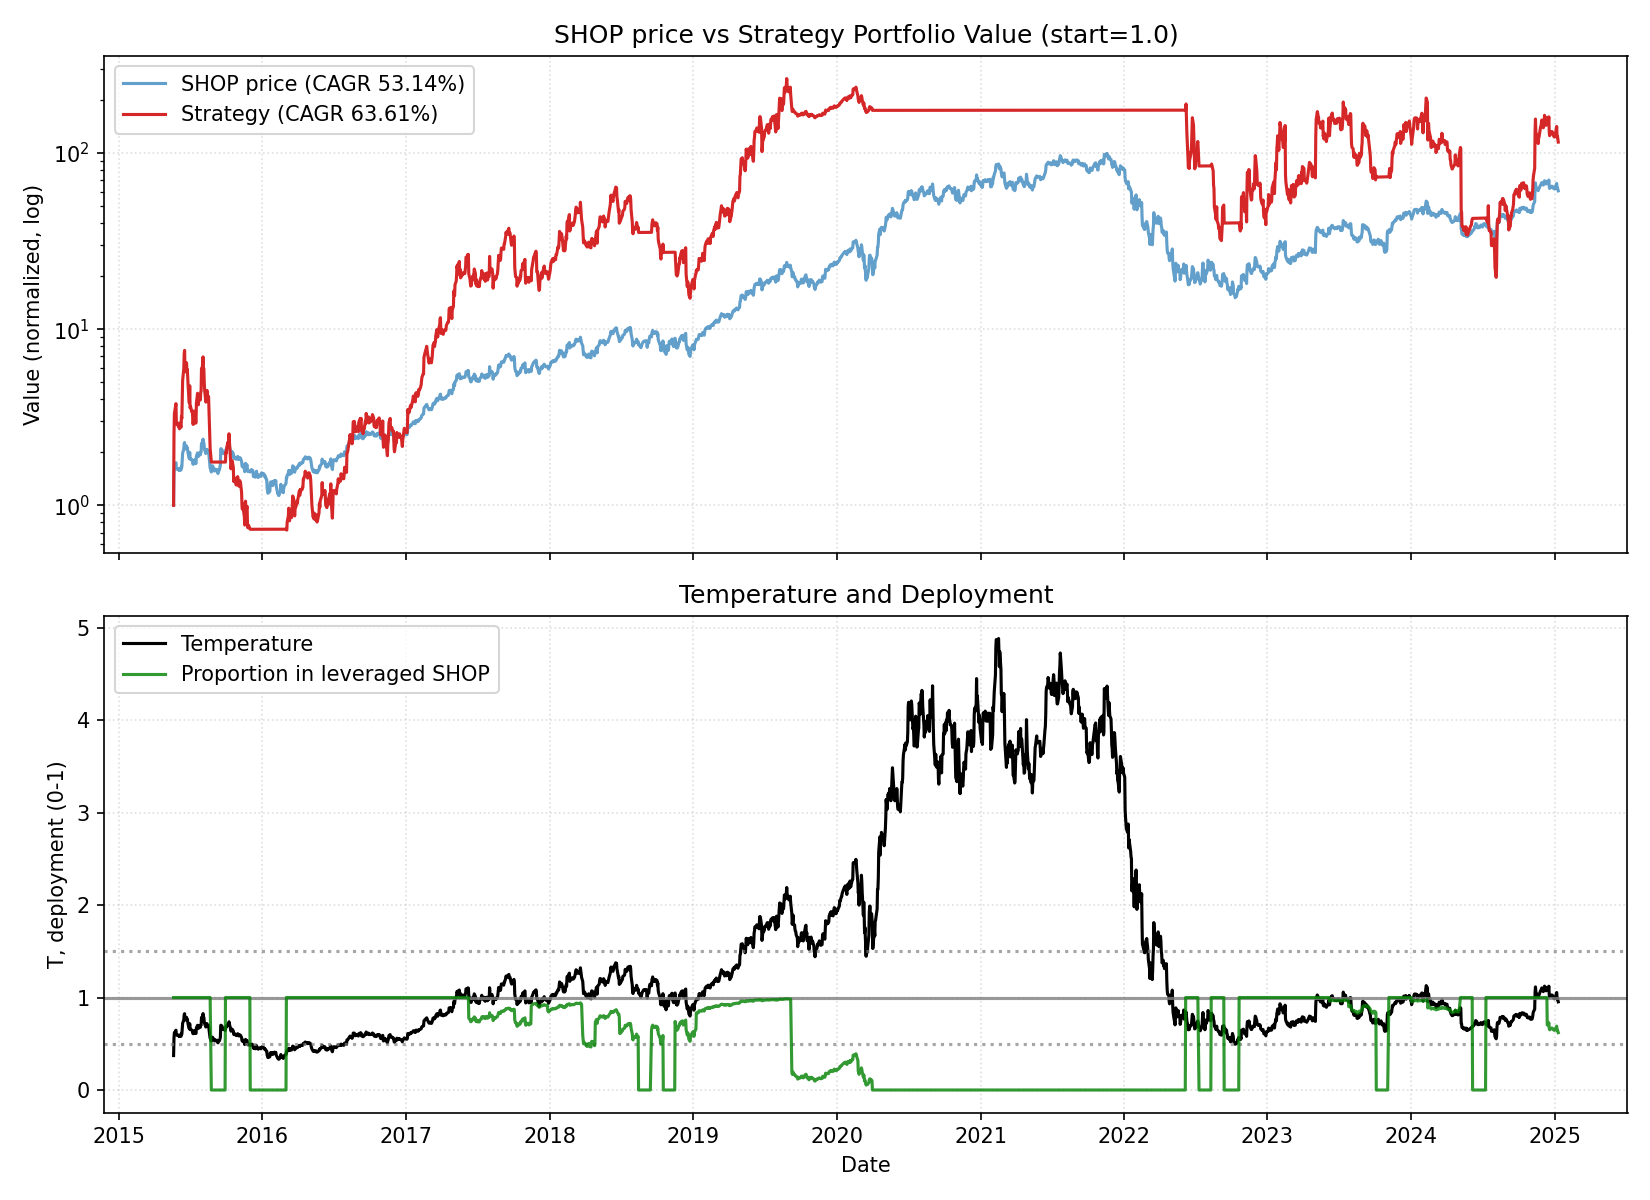 SHOP price vs Strategy Portfolio Value (start=1.0)
SHOP price (CAGR 53.14%)
Strategy (CAGR 63.61%)
Value (normalized, log)
10²
10¹
10⁰
Temperature and Deployment
Temperature
Proportion in leveraged SHOP
T, deployment (0-1)
5
4
3
2
1
0
2015 2016 2017 2018 2019 2020 2021 2022 2023 2024 2025
Date